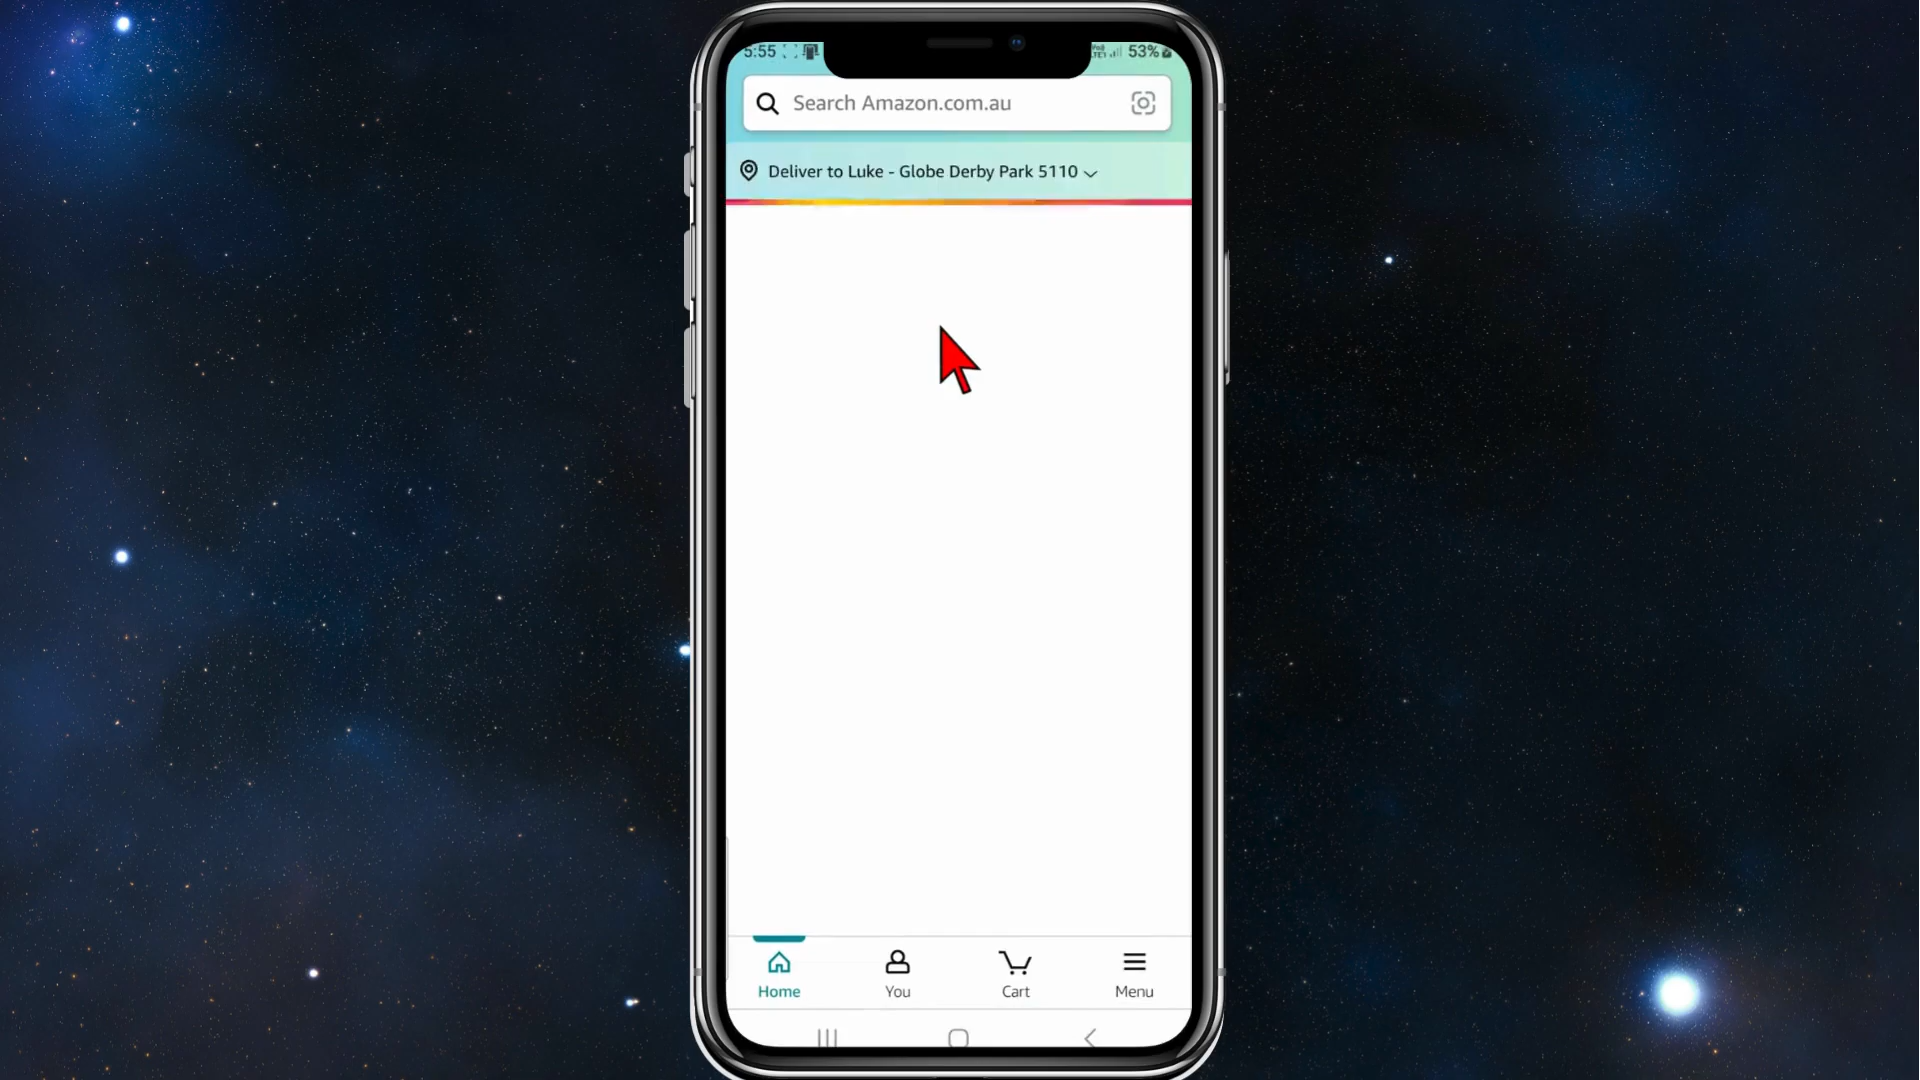 5:55
53%
Search Amazon.com.au
Deliver to Luke - Globe Derby Park 5110
Home
You
Cart
Menu